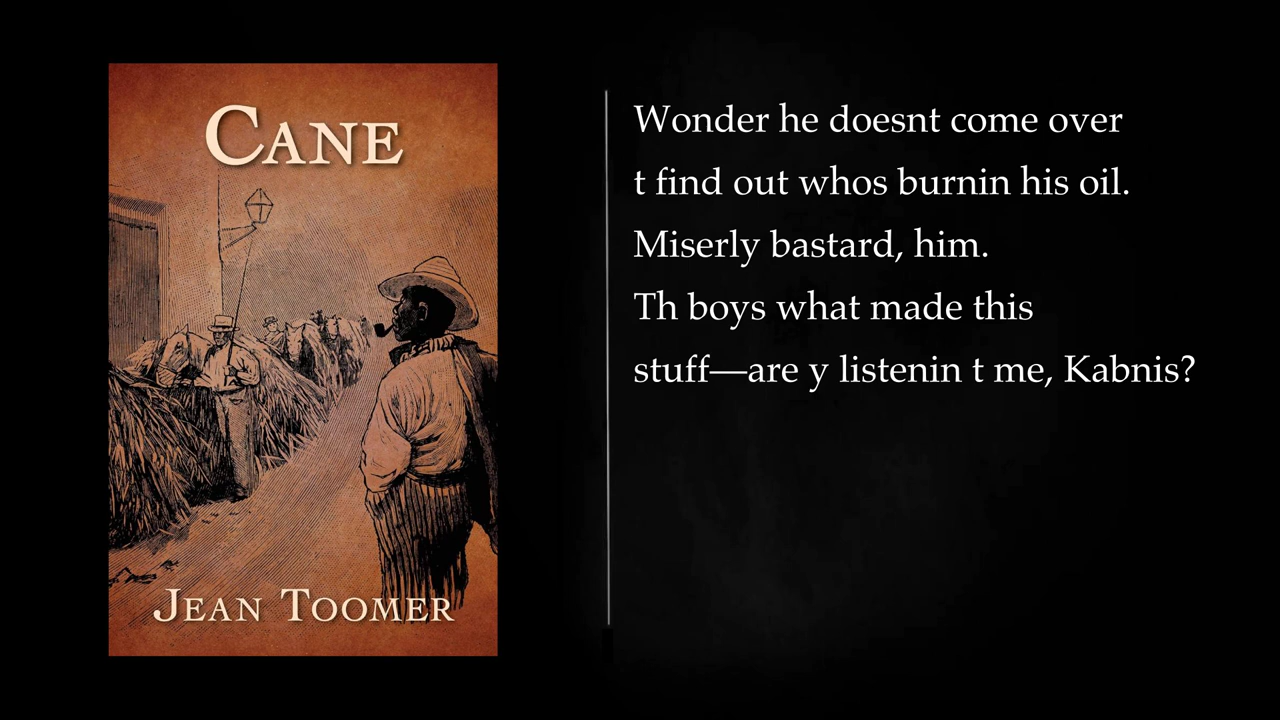 CANE
JEAN TOOMER
Wonder he doesnt come over
t find out whos burnin his oil.
Miserly bastard, him.
Th boys what made this
stuff—are y listenin t me, Kabnis?